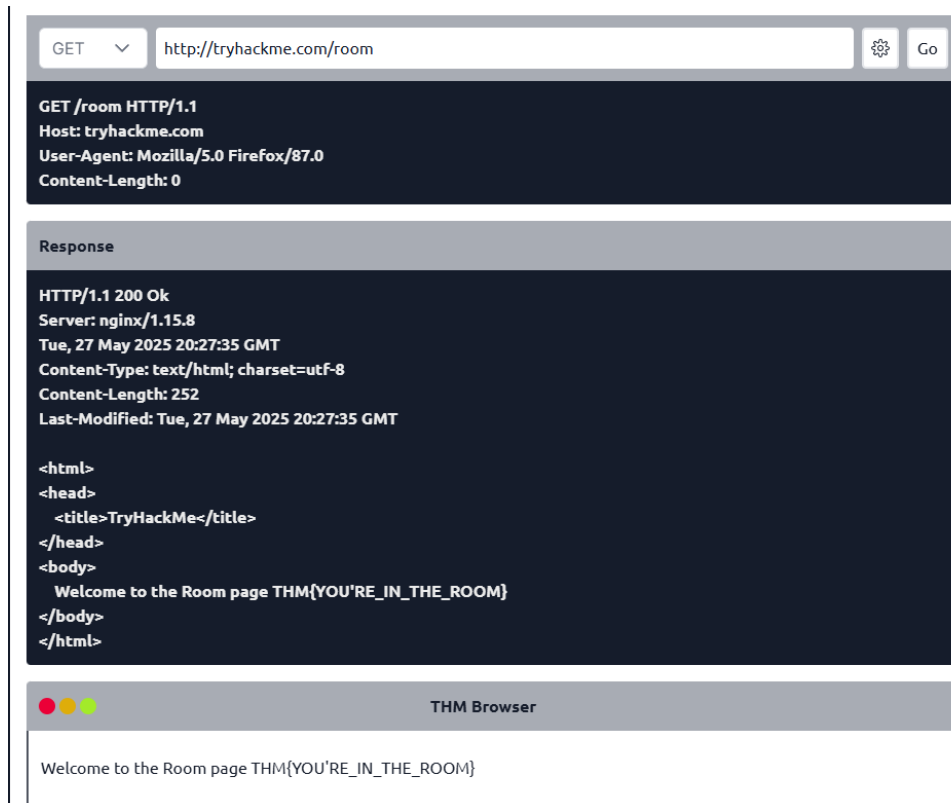 GET http://tryhackme.com/room Go
GET /room HTTP/1.1
Host: tryhackme.com
User-Agent: Mozilla/5.0 Firefox/87.0
Content-Length: 0
Response
HTTP/1.1 200 Ok
Server: nginx/1.15.8
Tue, 27 May 2025 20:27:35 GMT
Content-Type: text/html; charset=utf-8
Content-Length: 252
Last-Modified: Tue, 27 May 2025 20:27:35 GMT
<html>
<head>
<title>TryHackMe</title>
</head>
<body>
Welcome to the Room page THM{YOU'RE_IN_THE_ROOM}
</body>
</html>
THM Browser
Welcome to the Room page THM{YOU'RE_IN_THE_ROOM}